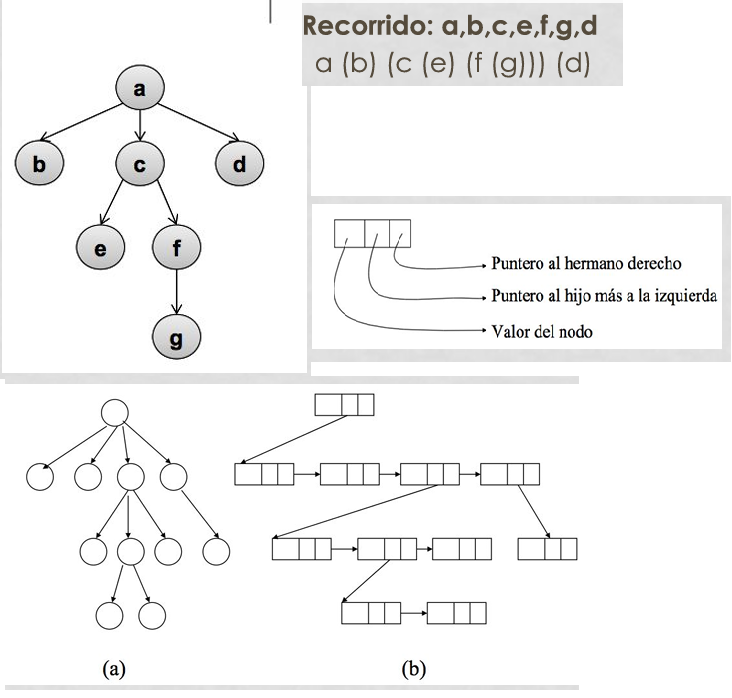 Recorrido: a,b,c,e,f,g,d
a (b) (c (e) (f (g))) (d)
a
b
c
d
e
f
g
Puntero al hermano derecho
Puntero al hijo más a la izquierda
Valor del nodo
(a)
(b)